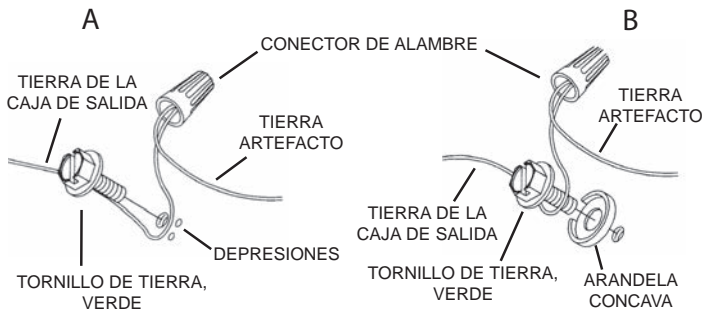 A
B
CONECTOR DE ALAMBRE
TIERRA DE LA
CAJA DE SALIDA
TIERRA
ARTEFACTO
DEPRESIONES
TORNILLO DE TIERRA,
VERDE
TIERRA
ARTEFACTO
TIERRA DE LA
CAJA DE SALIDA
TORNILLO DE TIERRA,
VERDE
ARANDELA
CONCAVA